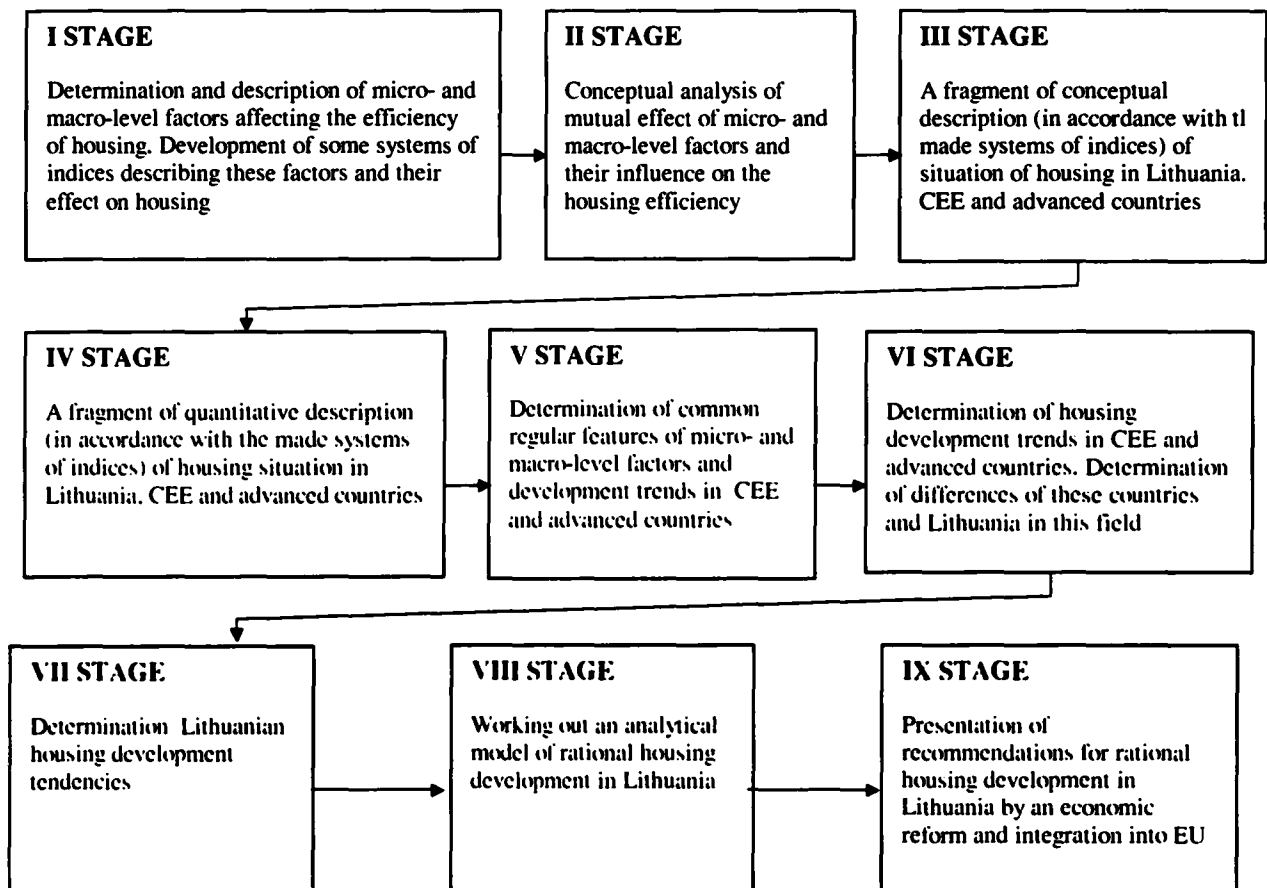 I STAGE
Determination and description of micro- and
macro-level factors affecting the efficiency
of housing. Development of some systems of
indices describing these factors and their
effect on housing
II STAGE
Conceptual analysis of
mutual effect of micro- and
macro-level factors and
their influence on the
housing efficiency
III STAGE
A fragment of conceptual
description (in accordance with tl
made systems of indices) of
situation of housing in Lithuania.
CEE and advanced countries
IV STAGE
A fragment of quantitative description
(in accordance with the made systems
of indices) of housing situation in
Lithuania. CEE and advanced countries
V STAGE
Determination of common
regular features of micro- and
macro-level factors and
development trends in CEE
and advanced countries
VI STAGE
Determination of housing
development trends in CEE and
advanced countries. Determination
of differences of these countries
and Lithuania in this field
VII STAGE
Determination Lithuanian
housing development
tendencies
VIII STAGE
Working out an analytical
model of rational housing
development in Lithuania
IX STAGE
Presentation of
recommendations for rational
housing development in
Lithuania by an economic
reform and integration into EU